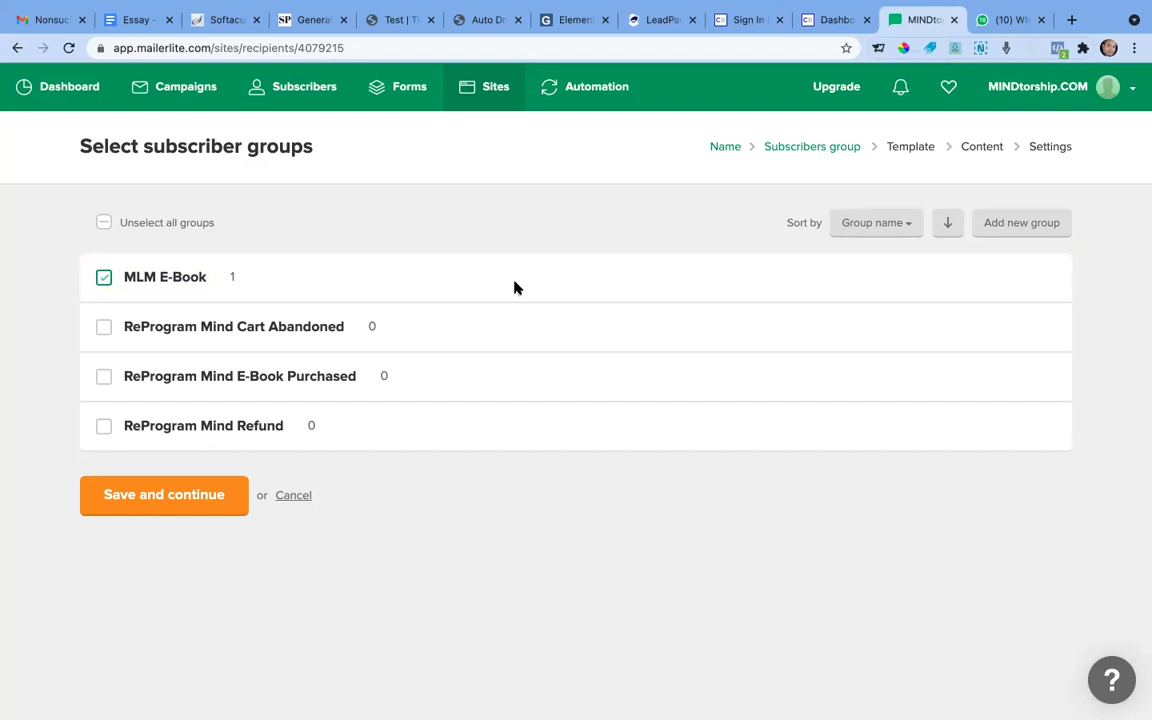 Nonsuc Essay - Softacu SP General Test | Tl Auto Dr G Elemen LeadPa Sign In Dashbo MINDto (10) Wh
app.mailerlite.com/sites/recipients/4079215
2
Dashboard Campaigns Subscribers Forms Sites Automation Upgrade MINDtorship.COM
Select subscriber groups
Name > Subscribers group > Template > Content > Settings
Unselect all groups Sort by Group name Add new group
MLM E-Book 1
ReProgram Mind Cart Abandoned 0
ReProgram Mind E-Book Purchased 0
ReProgram Mind Refund 0
Save and continue or Cancel
?